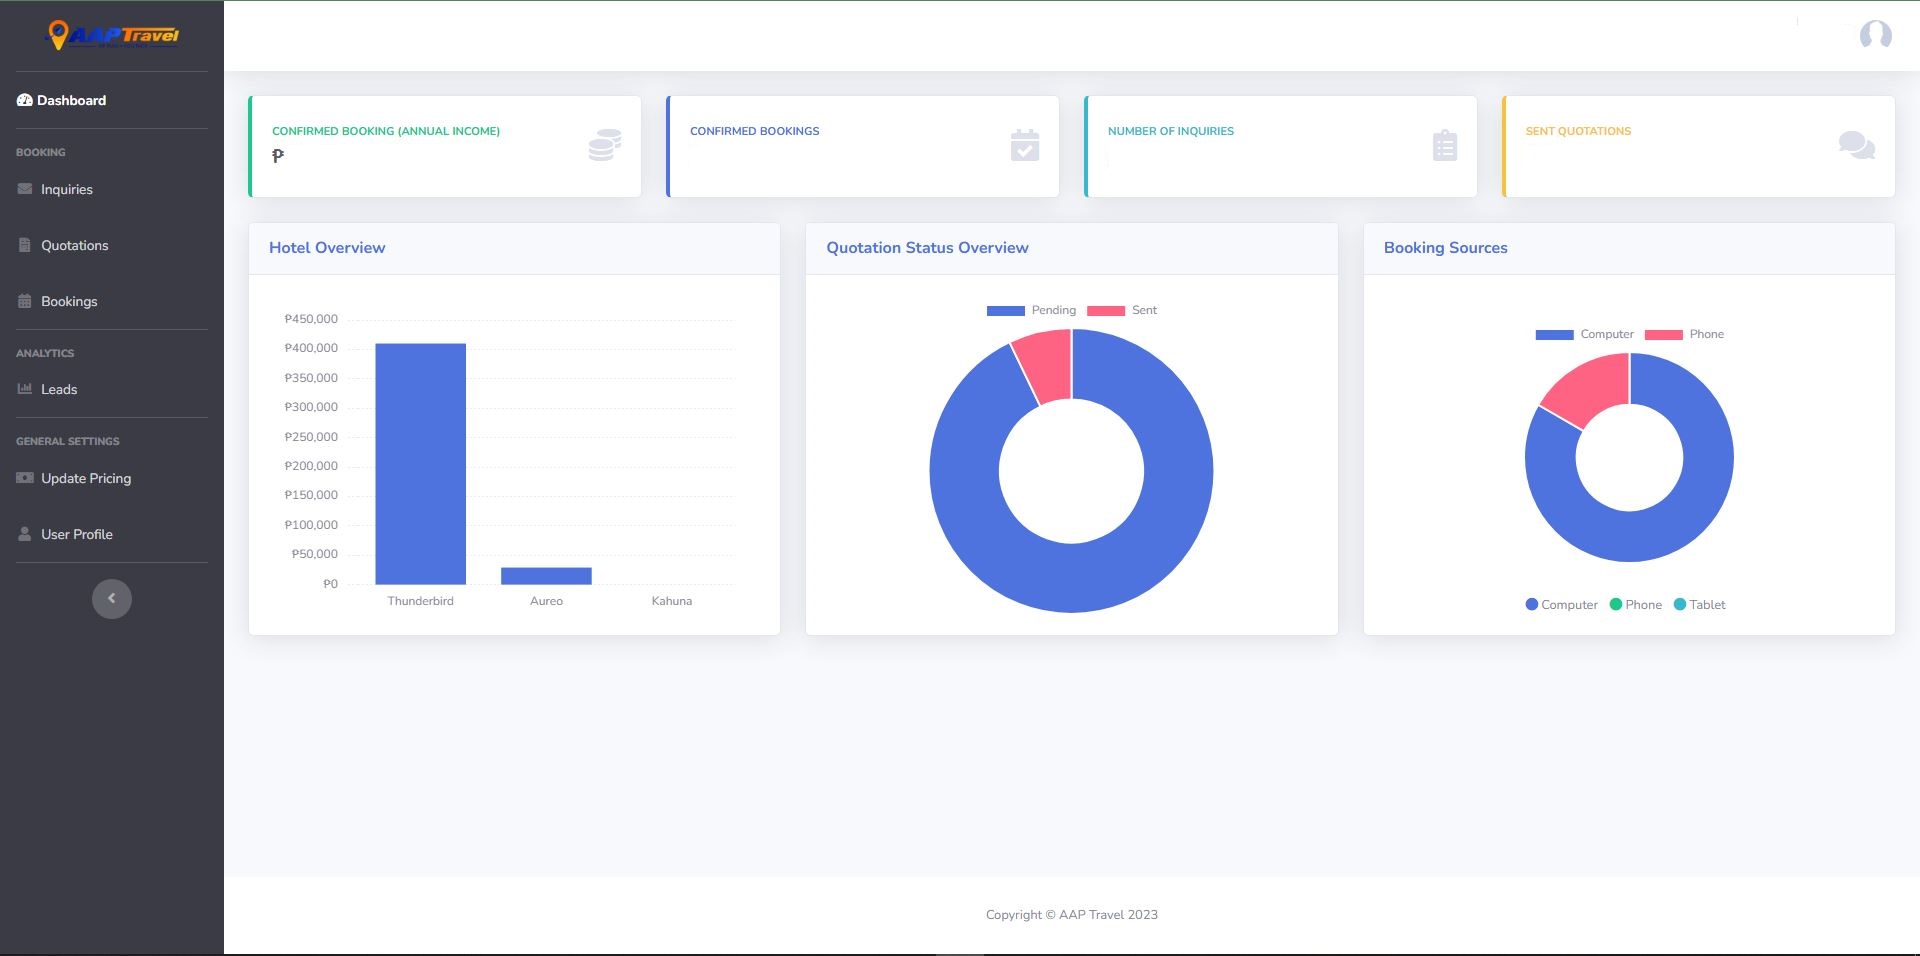 AAPTravel
Dashboard
BOOKING
Inquiries
Quotations
Bookings
ANALYTICS
Leads
GENERAL SETTINGS
Update Pricing
User Profile
CONFIRMED BOOKING (ANNUAL INCOME)
₱
CONFIRMED BOOKINGS
NUMBER OF INQUIRIES
SENT QUOTATIONS
Hotel Overview
₱450,000
₱400,000
₱350,000
₱300,000
₱250,000
₱200,000
₱150,000
₱100,000
₱50,000
₱0
Thunderbird Aureo Kahuna
Quotation Status Overview
Pending Sent
Booking Sources
Computer Phone
Computer Phone Tablet
Copyright © AAP Travel 2023